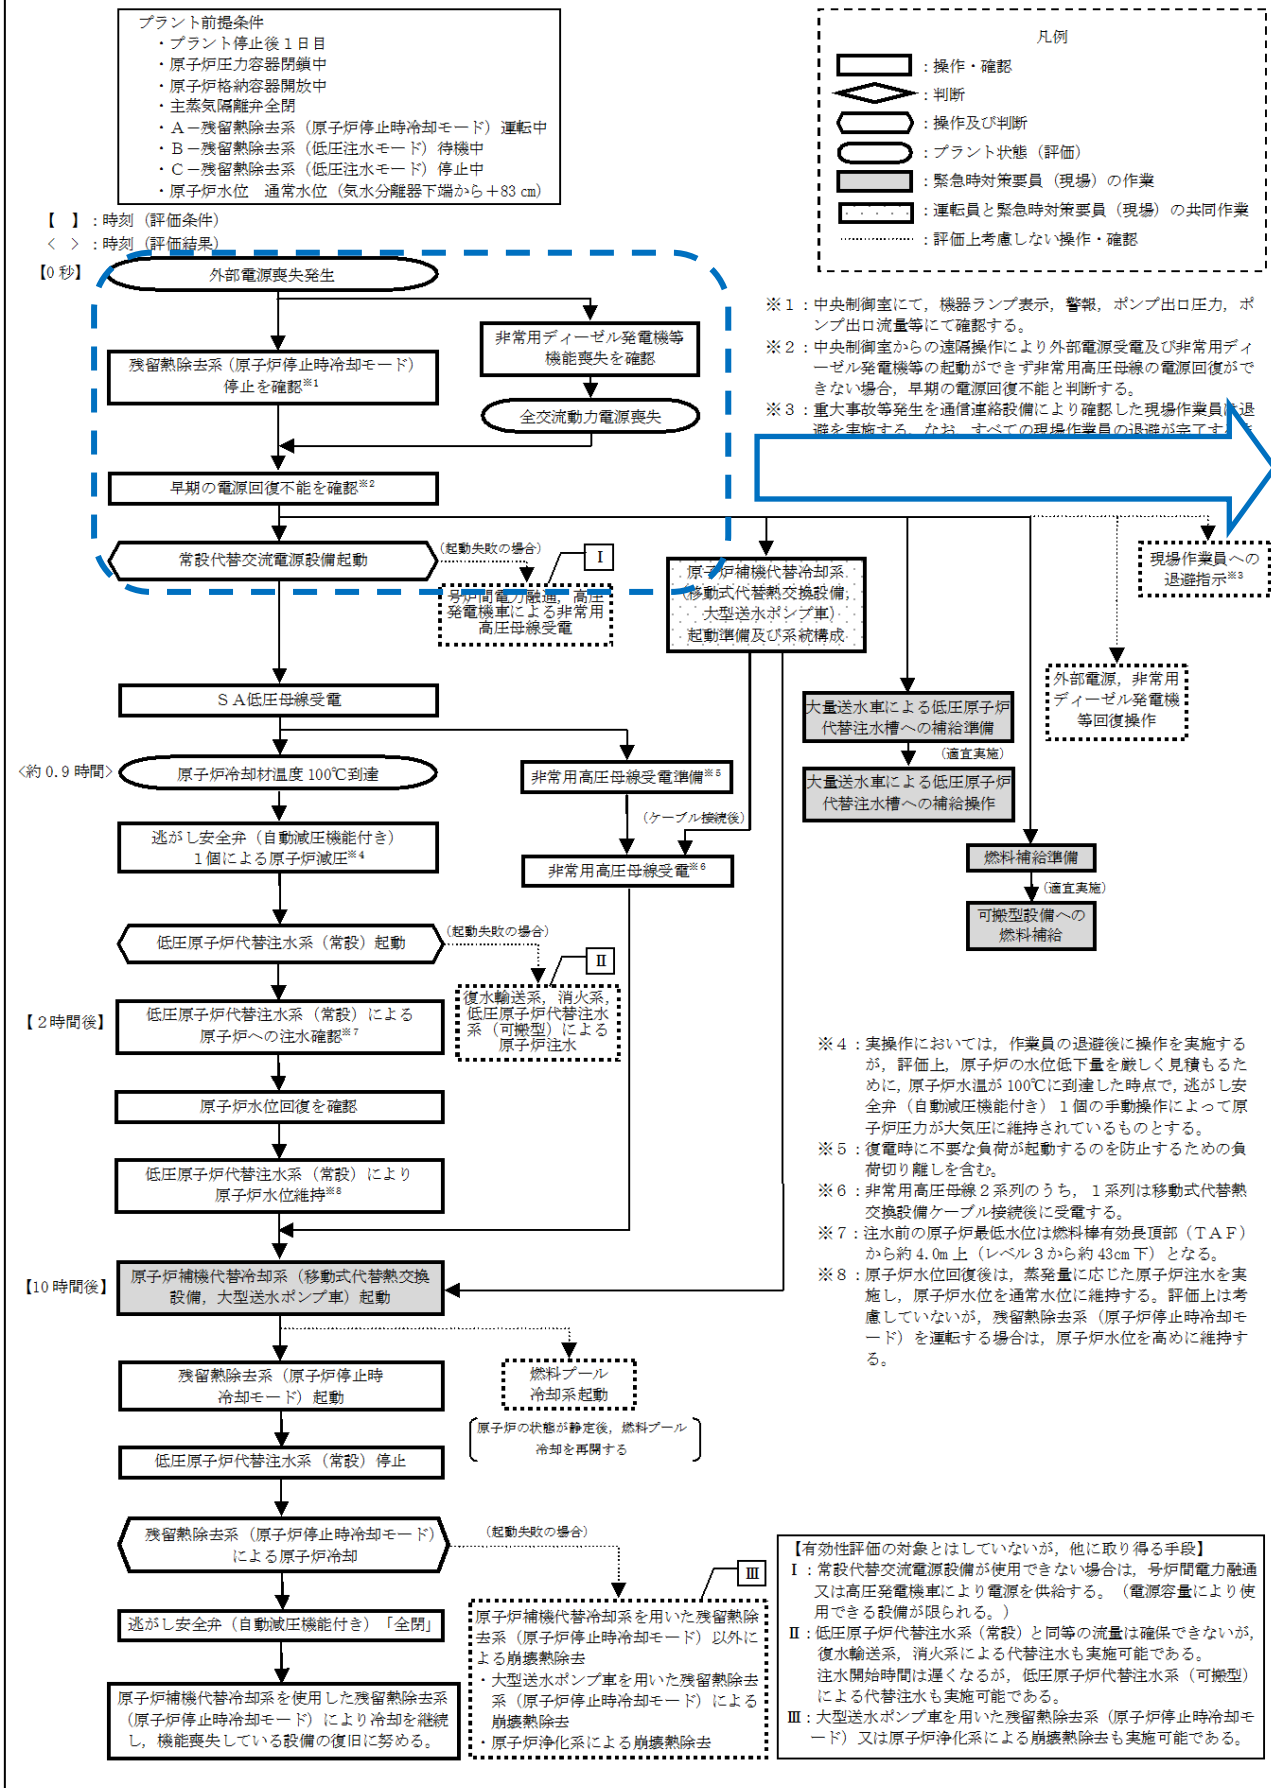 プラント前提条件
・プラント停止後１日目
・原子炉圧力容器閉鎖中
・原子炉格納容器開放中
・主蒸気隔離弁全閉
・Ａ－残留熱除去系（原子炉停止時冷却モード）運転中
・Ｂ－残留熱除去系（低圧注水モード）待機中
・Ｃ－残留熱除去系（低圧注水モード）停止中
・原子炉水位　通常水位（気水分離器下端から＋83 cm）
凡例
：操作・確認
：判断
：操作及び判断
：プラント状態（評価）
：緊急時対策要員（現場）の作業
：運転員と緊急時対策要員（現場）の共同作業
：評価上考慮しない操作・確認
【　】：時刻（評価条件）
＜　＞：時刻（評価結果）
【0 秒】
外部電源喪失発生
残留熱除去系（原子炉停止時冷却モード）
停止を確認※1
非常用ディーゼル発電機等
機能喪失を確認
全交流動力電源喪失
早期の電源回復不能を確認※2
常設代替交流電源設備起動
（起動失敗の場合）
Ⅰ
号炉間電力融通，高圧
発電機車による非常用
高圧母線受電
※１：中央制御室にて，機器ランプ表示，警報，ポンプ出口圧力，ポ
ンプ出口流量等にて確認する。
※２：中央制御室からの遠隔操作により外部電源受電及び非常用ディ
ーゼル発電機等の起動ができず非常用高圧母線の電源回復がで
きない場合，早期の電源回復不能と判断する。
※３：重大事故等発生を通信連絡設備により確認した現場作業員は退
避を実施する。なお，すべての現場作業員の退避が完了する
原子炉補機代替冷却系
（移動式代替熱交換設備，
大型送水ポンプ車）
起動準備及び系統構成
現場作業員への
退避指示※3
外部電源，非常用
ディーゼル発電機
等回復操作
大量送水車による低圧原子炉
代替注水槽への補給準備
（適宜実施）
大量送水車による低圧原子炉
代替注水槽への補給操作
燃料補給準備
（適宜実施）
可搬型設備への
燃料補給
ＳＡ低圧母線受電
＜約 0.9 時間＞
原子炉冷却材温度 100℃到達
非常用高圧母線受電準備※5
（ケーブル接続後）
非常用高圧母線受電※6
逃がし安全弁（自動減圧機能付き）
１個による原子炉減圧※4
低圧原子炉代替注水系（常設）起動
（起動失敗の場合）
Ⅱ
復水輸送系，消火系，
低圧原子炉代替注水
系（可搬型）による
原子炉注水
【２時間後】
低圧原子炉代替注水系（常設）による
原子炉への注水確認※7
原子炉水位回復を確認
低圧原子炉代替注水系（常設）により
原子炉水位維持※8
【10 時間後】
原子炉補機代替冷却系（移動式代替熱交換
設備，大型送水ポンプ車）起動
残留熱除去系（原子炉停止時
冷却モード）起動
燃料プール
冷却系起動
原子炉の状態が静定後，燃料プール
冷却を再開する
低圧原子炉代替注水系（常設）停止
残留熱除去系（原子炉停止時冷却モード）
による原子炉冷却
（起動失敗の場合）
Ⅲ
原子炉補機代替冷却系を用いた残留熱除
去系（原子炉停止時冷却モード）以外に
よる崩壊熱除去
・大型送水ポンプ車を用いた残留熱除去
系（原子炉停止時冷却モード）による
崩壊熱除去
・原子炉浄化系による崩壊熱除去
逃がし安全弁（自動減圧機能付き）「全閉」
原子炉補機代替冷却系を使用した残留熱除去系
（原子炉停止時冷却モード）により冷却を継続
し，機能喪失している設備の復旧に努める。
※４：実操作においては，作業員の退避後に操作を実施する
が，評価上，原子炉の水位低下量を厳しく見積もるた
めに，原子炉水温が 100℃に到達した時点で，逃がし安
全弁（自動減圧機能付き）１個の手動操作によって原
子炉圧力が大気圧に維持されているものとする。
※５：復電時に不要な負荷が起動するのを防止するための負
荷切り離しを含む。
※６：非常用高圧母線２系列のうち，１系列は移動式代替熱
交換設備ケーブル接続後に受電する。
※７：注水前の原子炉最低水位は燃料棒有効長頂部（ＴＡＦ）
から約 4.0m 上（レベル３から約 43cm 下）となる。
※８：原子炉水位回復後は，蒸発量に応じた原子炉注水を実
施し，原子炉水位を通常水位に維持する。評価上は考
慮していないが，残留熱除去系（原子炉停止時冷却モ
ード）を運転する場合は，原子炉水位を高めに維持す
る。
【有効性評価の対象とはしていないが，他に取り得る手段】
Ⅰ：常設代替交流電源設備が使用できない場合は，号炉間電力融通
又は高圧発電機車により電源を供給する。（電源容量により使
用できる設備が限られる。）
Ⅱ：低圧原子炉代替注水系（常設）と同等の流量は確保できないが，
復水輸送系，消火系による代替注水も実施可能である。
注水開始時間は遅くなるが，低圧原子炉代替注水系（可搬型）
による代替注水も実施可能である。
Ⅲ：大型送水ポンプ車を用いた残留熱除去系（原子炉停止時冷却モ
ード）又は原子炉浄化系による崩壊熱除去も実施可能である。